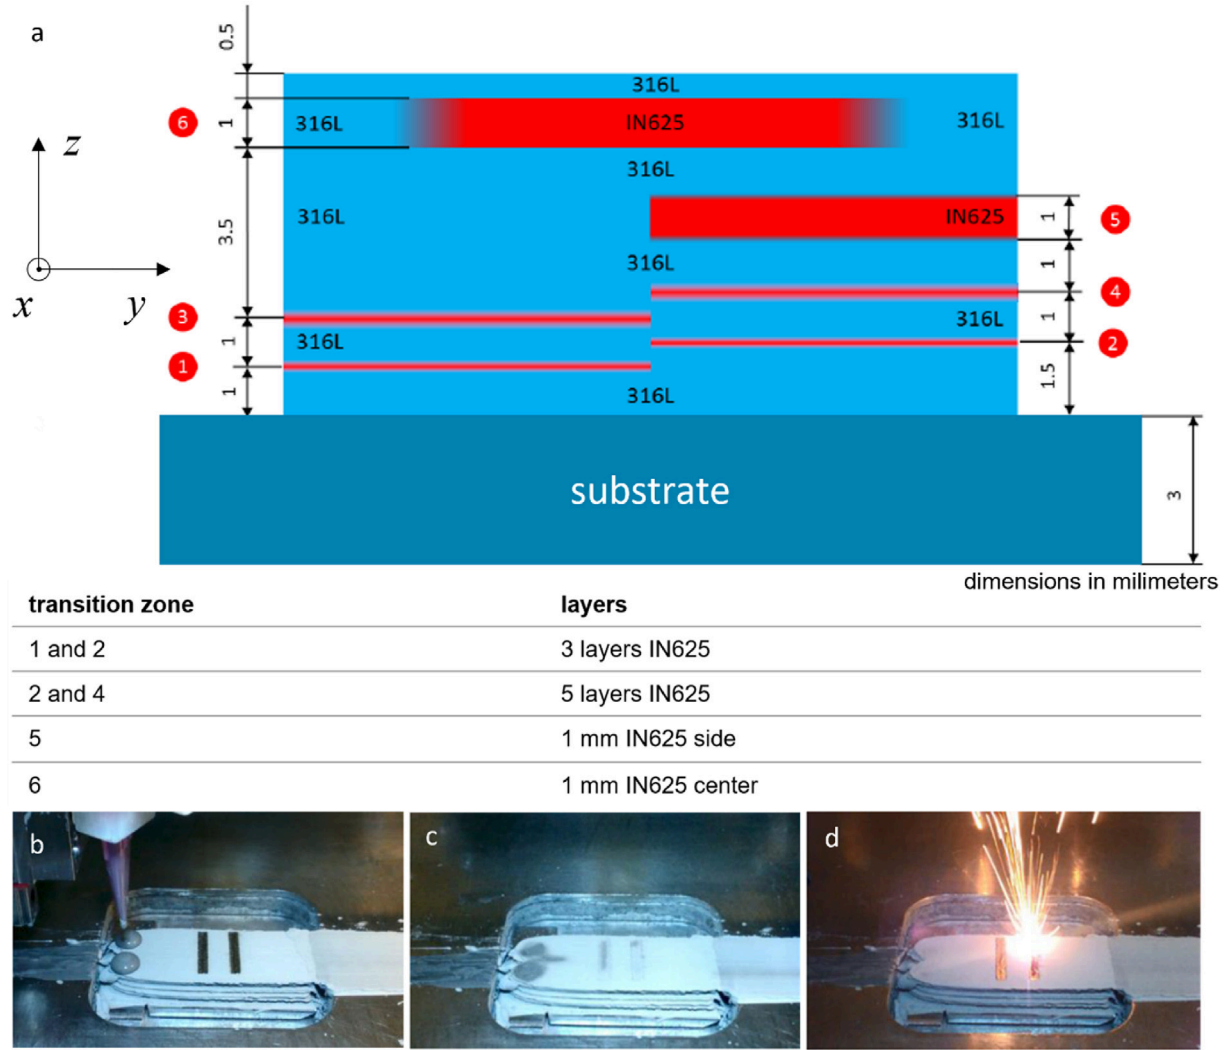 a
0.5
316L
6
1
316L
IN625
316L
z
316L
316L
3.5
IN625
1
5
316L
1
x
y
3
4
1
316L
1
316L
2
1
1
1.5
316L
substrate
3
dimensions in milimeters
transition zone layers
1 and 2 3 layers IN625
2 and 4 5 layers IN625
5 1 mm IN625 side
6 1 mm IN625 center
b
c
d